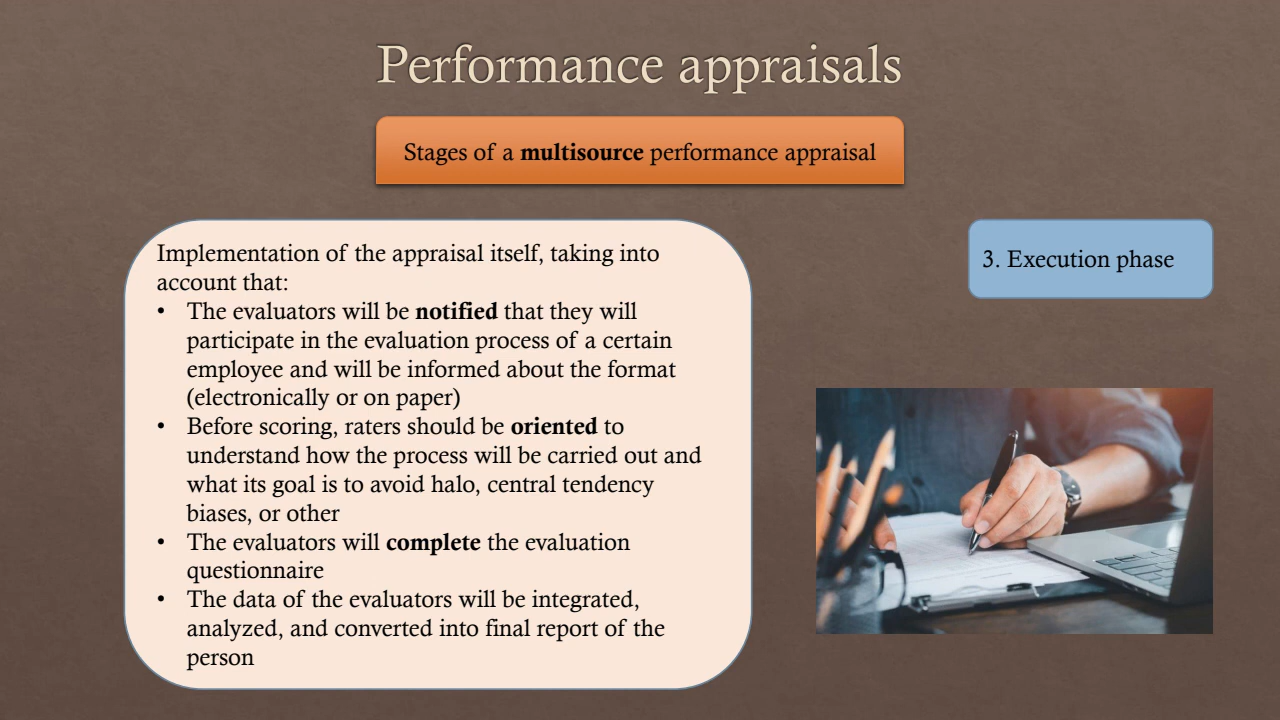 Performance appraisals
Stages of a multisource performance appraisal
Implementation of the appraisal itself, taking into
account that:
• The evaluators will be notified that they will
participate in the evaluation process of a certain
employee and will be informed about the format
(electronically or on paper)
• Before scoring, raters should be oriented to
understand how the process will be carried out and
what its goal is to avoid halo, central tendency
biases, or other
• The evaluators will complete the evaluation
questionnaire
• The data of the evaluators will be integrated,
analyzed, and converted into final report of the
person
3. Execution phase